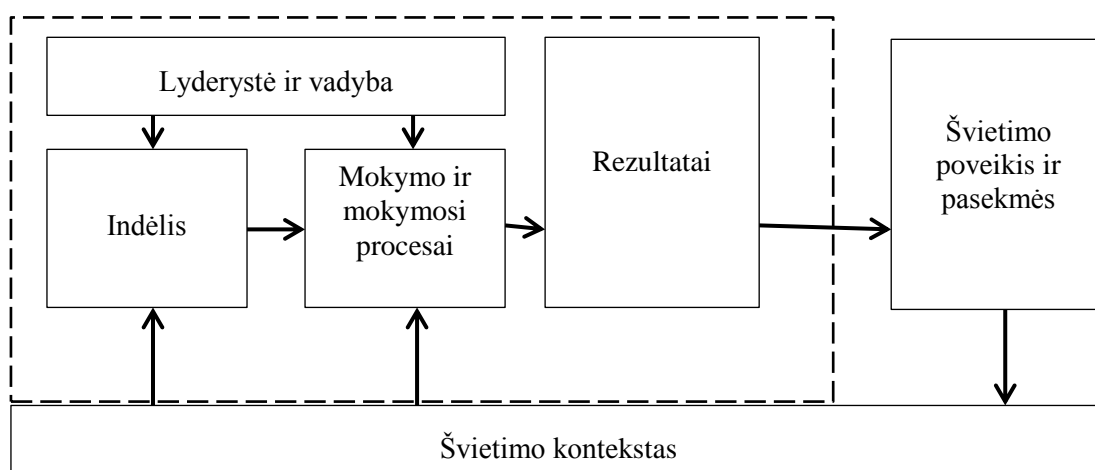 Lyderystė ir vadyba
Indėlis
Mokymo ir
mokymosi
procesai
Rezultatai
Švietimo
poveikis ir
pasekmės
Švietimo kontekstas